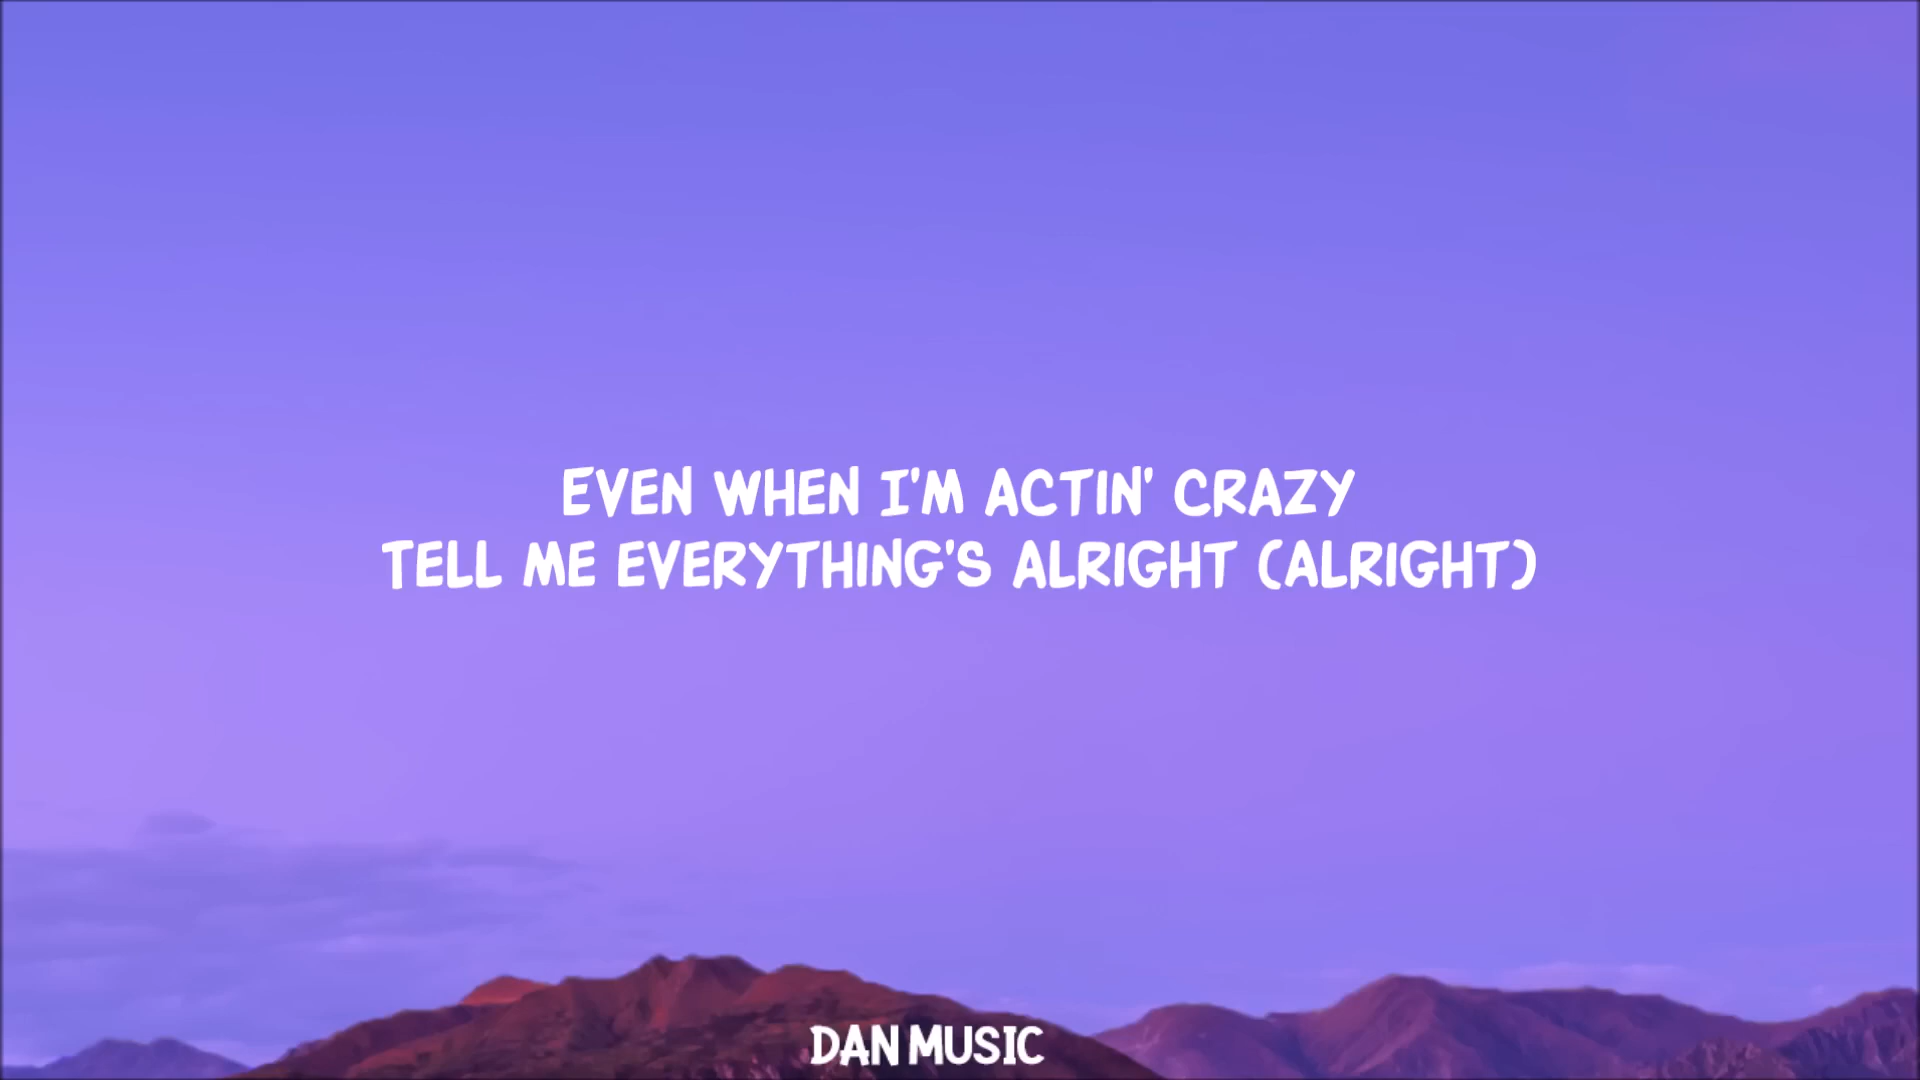 EVEN WHEN I'M ACTIN' CRAZY
TELL ME EVERYTHING'S ALRIGHT (ALRIGHT)
DAN MUSIC